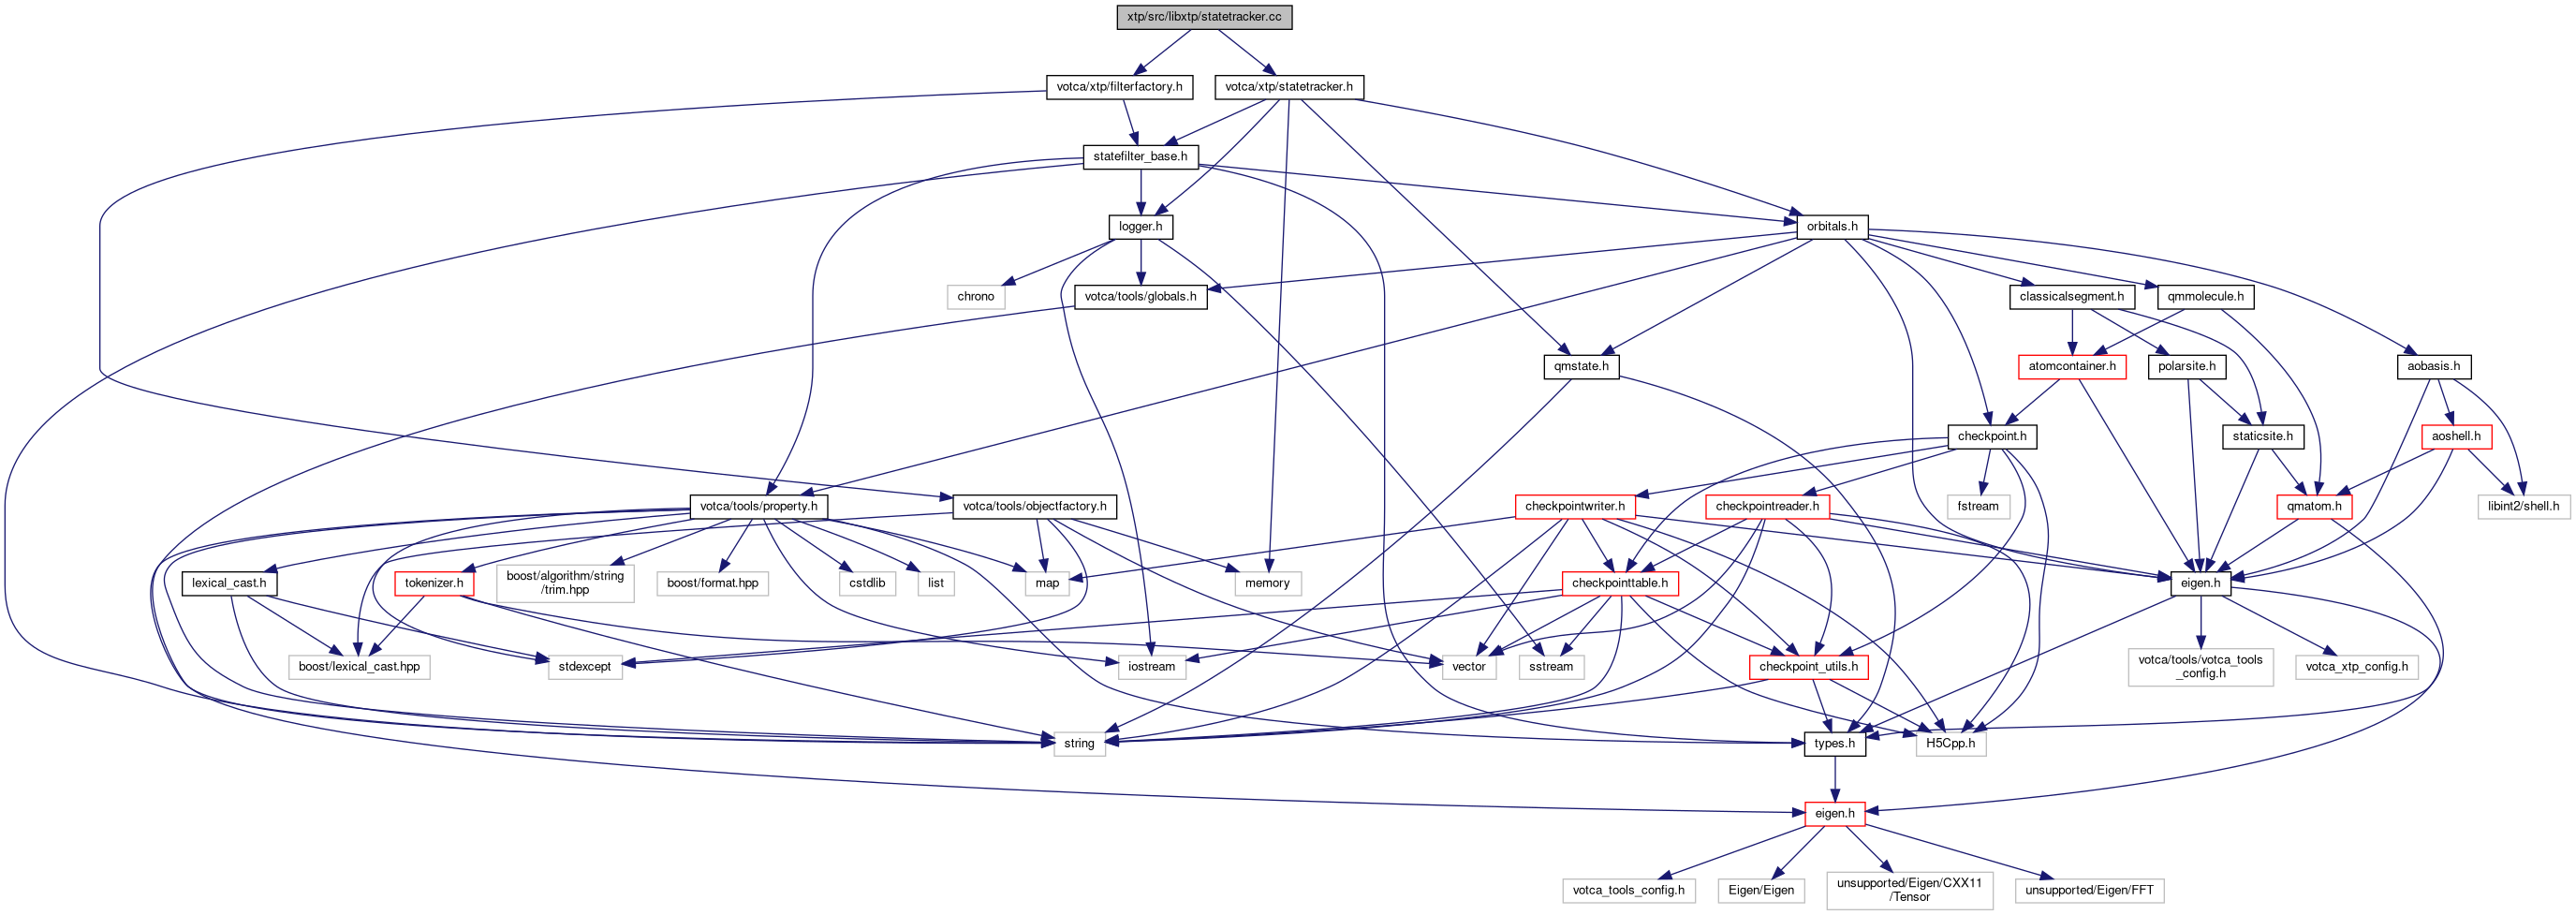 xtp/src/libxtp/statetracker.cc
votca/xtp/filterfactory.h
votca/xtp/statetracker.h
statefilter_base.h
logger.h
orbitals.h
chrono
votca/tools/globals.h
classicalsegment.h
qmmolecule.h
qmstate.h
atomcontainer.h
polarsite.h
aobasis.h
checkpoint.h
staticsite.h
aoshell.h
votca/tools/property.h
votca/tools/objectfactory.h
checkpointwriter.h
checkpointreader.h
fstream
qmatom.h
libint2/shell.h
lexical_cast.h
tokenizer.h
boost/algorithm/string
/trim.hpp
boost/format.hpp
cstdlib
list
map
memory
checkpointtable.h
eigen.h
boost/lexical_cast.hpp
stdexcept
iostream
vector
sstream
checkpoint_utils.h
votca/tools/votca_tools
_config.h
votca_xtp_config.h
string
types.h
H5Cpp.h
eigen.h
votca_tools_config.h
Eigen/Eigen
unsupported/Eigen/CXX11
/Tensor
unsupported/Eigen/FFT